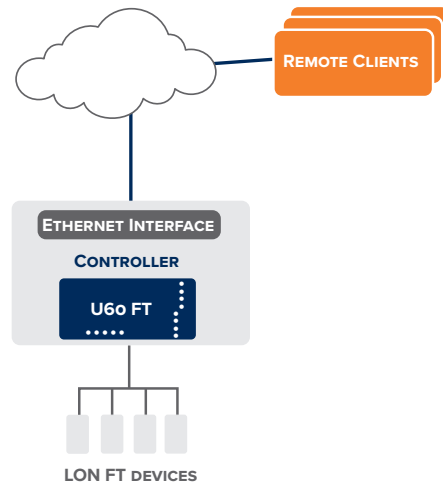 REMOTE CLIENTS
ETHERNET INTERFACE
CONTROLLER
U60 FT
LON FT DEVICES